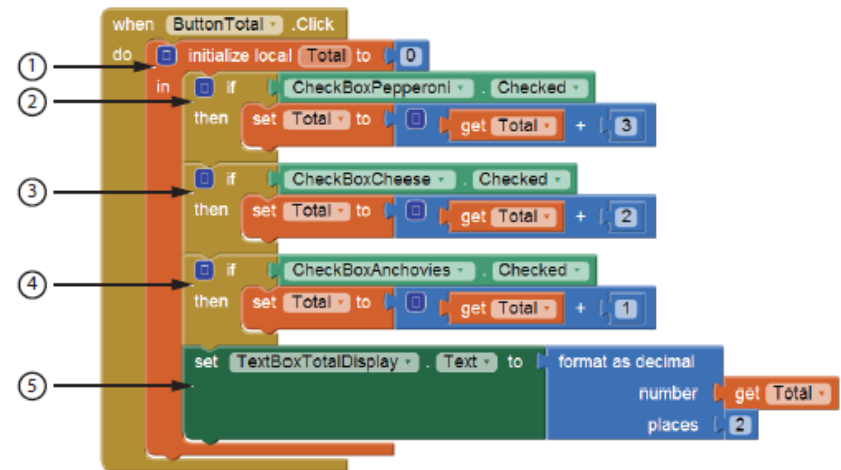 when ButtonTotal .Click
do
① initialize local Total to 0
in
② if CheckBoxPepperoni . Checked
then set Total to get Total + 3
③ if CheckBoxCheese . Checked
then set Total to get Total + 2
④ if CheckBoxAnchovies . Checked
then set Total to get Total + 1
⑤ set TextBoxTotalDisplay . Text to format as decimal
number get Total
places 2